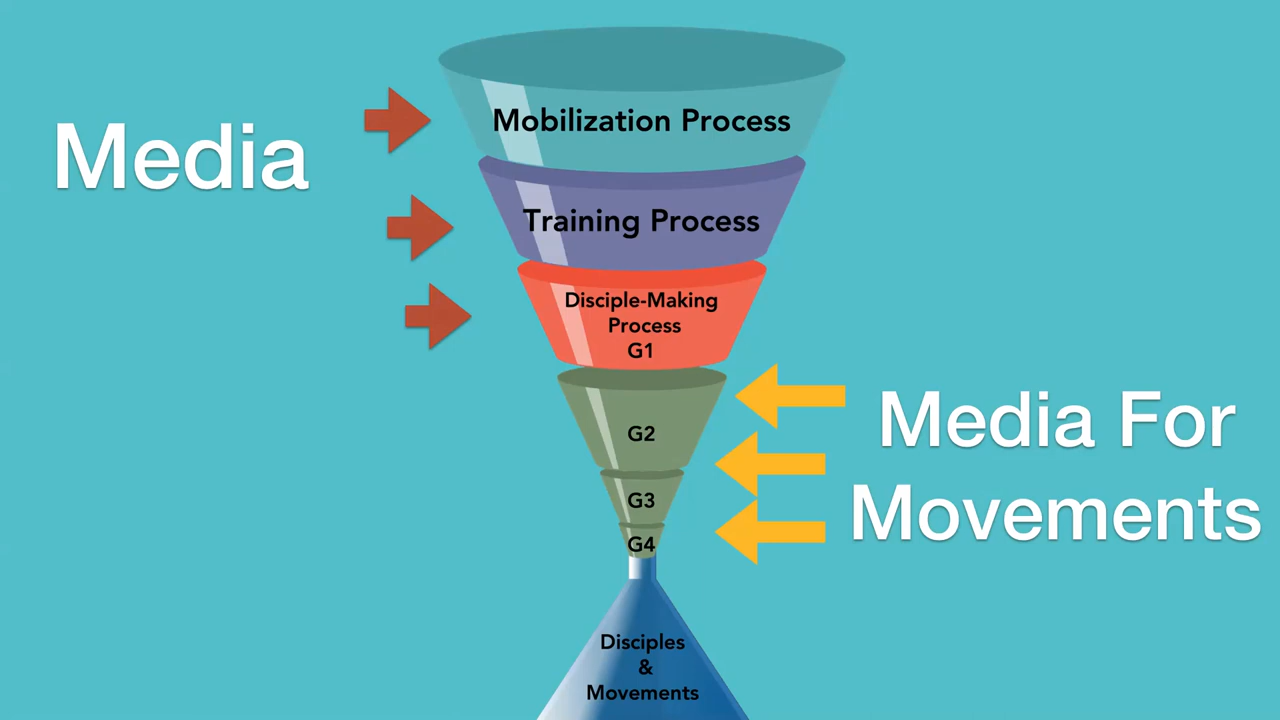 Media
Mobilization Process
Training Process
Disciple-Making
Process
G1
G2
G3
G4
Media For
Movements
Disciples
&
Movements